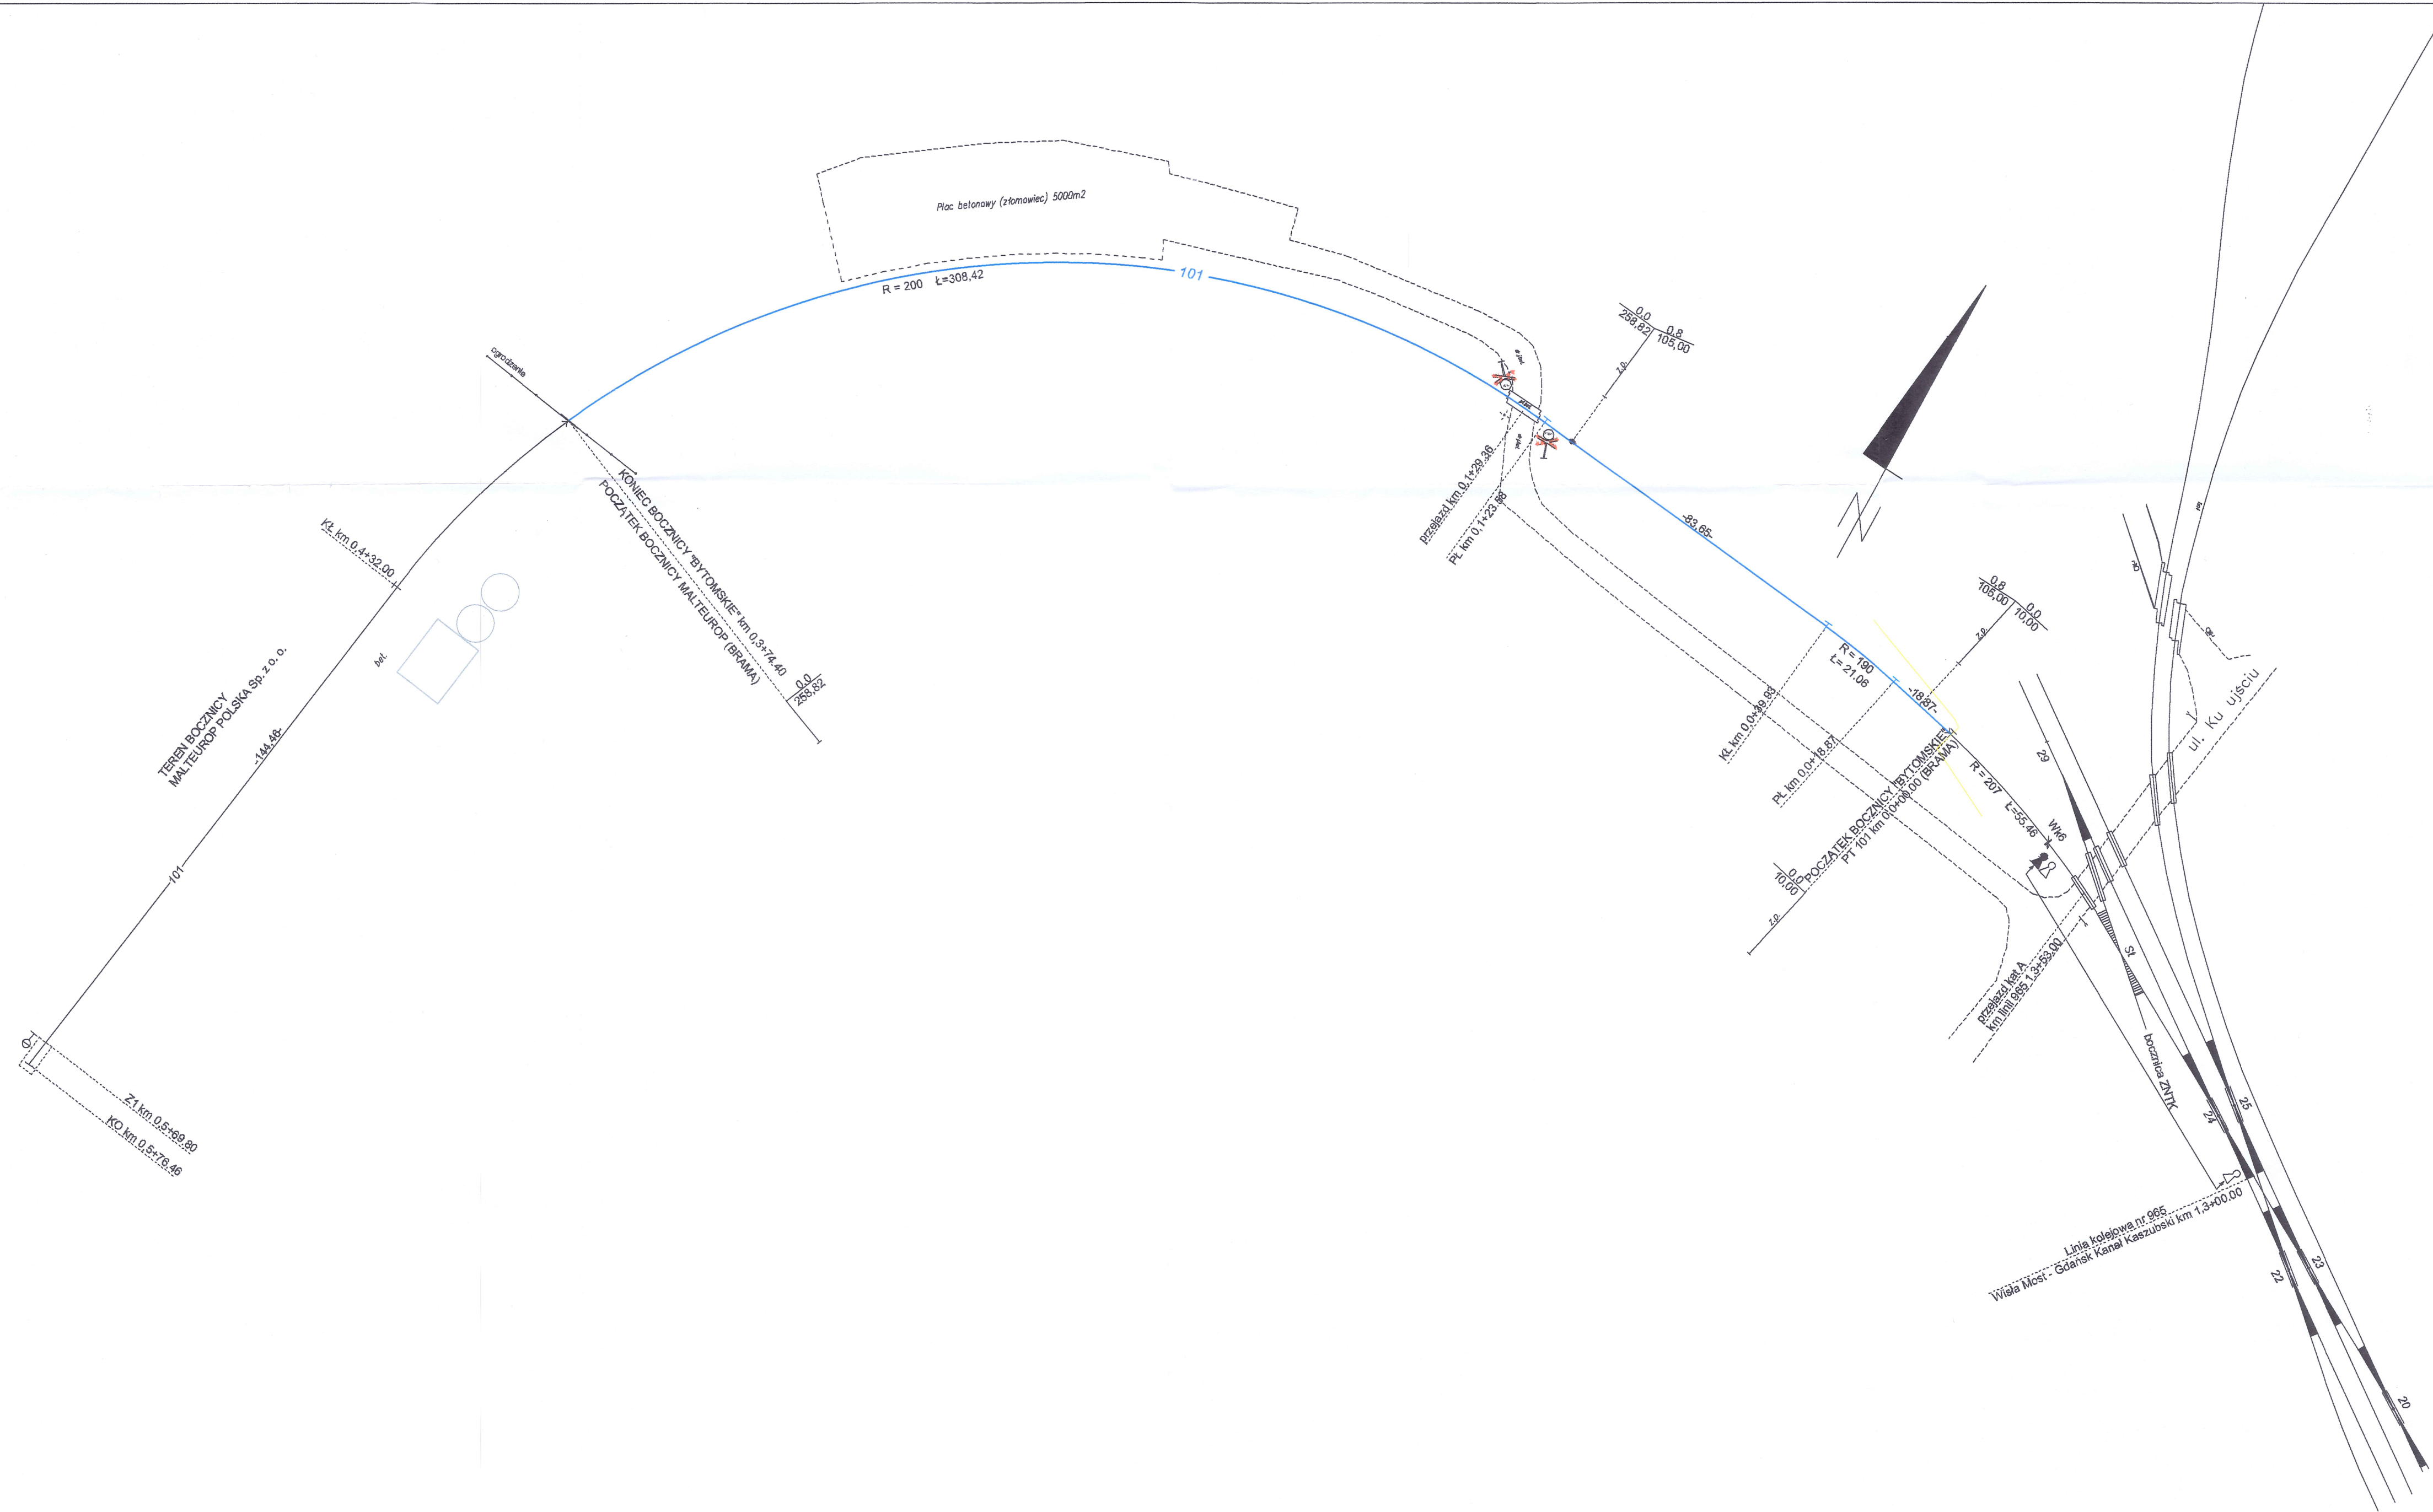 Plac betonowy (złomowiec) 5000m2
R = 200 Ł=308,42
101
ogrodzenie
KONIEC BOCZNICY "BYTOMSKIE" km 0,3+74.40
POCZĄTEK BOCZNICY MALTEUROP (BRAMA)
0,0
258,82
KŁ km 0,4+32.00
bet.
TEREN BOCZNICY
MALTEUROP POLSKA Sp. z o. o.
-144,46-
101
Z1 km 0,5+69,80
KO km 0,5+76,46
0,0
258,82
0,8
105,00
z.p.
przejazd km 0,1+29,36
PŁ km 0,1+23,58
-83,65-
0,8
105,00
0,0
10,00
z.p.
R = 190
Ł= 21,06
-18,87-
KŁ km 0,0+39.93
PŁ km 0,0+18,87
POCZĄTEK BOCZNICY "BYTOMSKIE"
PT 101 km 0,0+00,00 (BRAMA)
0,0
10,00
z.p.
R = 207 Ł=55,46
Wk6
29
ul. Ku ujściu
przejazd kat A
km linii 965 1,3+53,00
St
bocznica ZNTK
24
25
Linia kolejowa nr 965
Wisła Most - Gdańsk Kanał Kaszubski km 1,3+00.00
22
23
20